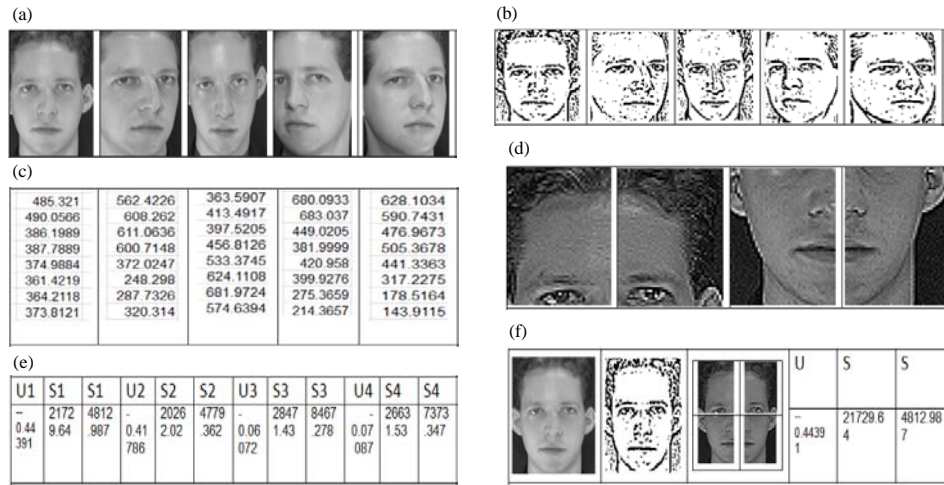 (a)
(b)
(c)
485.321 562.4226 363.5907 680.0933 628.1034
490.0566 608.262 413.4917 683.037 590.7431
386.1989 611.0636 397.5205 449.0205 476.9673
387.7889 600.7148 456.8126 381.9999 505.3678
374.9884 372.0247 533.3745 420.958 441.3363
361.4219 248.298 624.1108 399.9276 317.2275
364.2118 287.7326 681.9724 275.3659 178.5164
373.8121 320.314 574.6394 214.3657 143.9115
(d)
(e)
U1 S1 S1 U2 S2 S2 U3 S3 S3 U4 S4 S4
– 2172 4812 - 2026 4779 - 2847 8467 - 2663 7373
0.44 9.64 .987 0.41 2.02 .362 0.06 1.43 .278 0.07 1.53 .347
391 786 072 087
(f)
U S S
– 21729.6 4812.98
0.4439 4 7
1